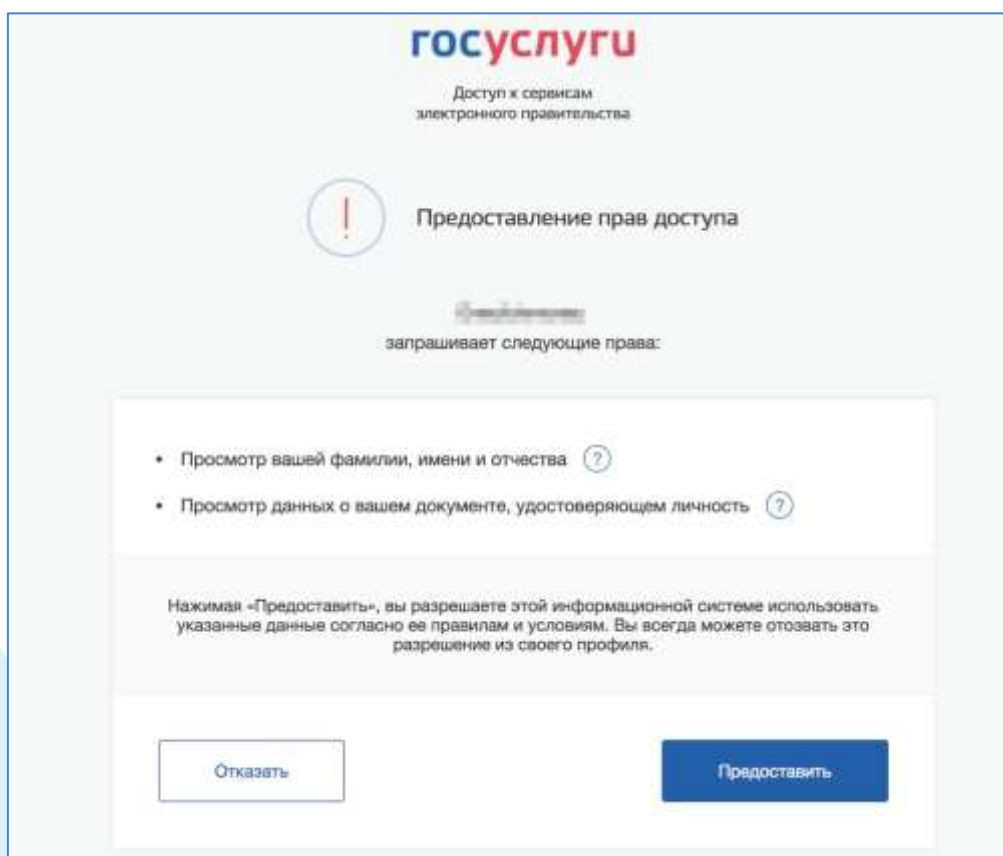 госуслуги
Доступ к сервисам
электронного правительства
!
Предоставление прав доступа
запрашивает следующие права:
• Просмотр вашей фамилии, имени и отчества ?
• Просмотр данных о вашем документе, удостоверяющем личность ?
Нажимая «Предоставить», вы разрешаете этой информационной системе использовать
указанные данные согласно ее правилам и условиям. Вы всегда можете отозвать это
разрешение из своего профиля.
Отказать
Предоставить